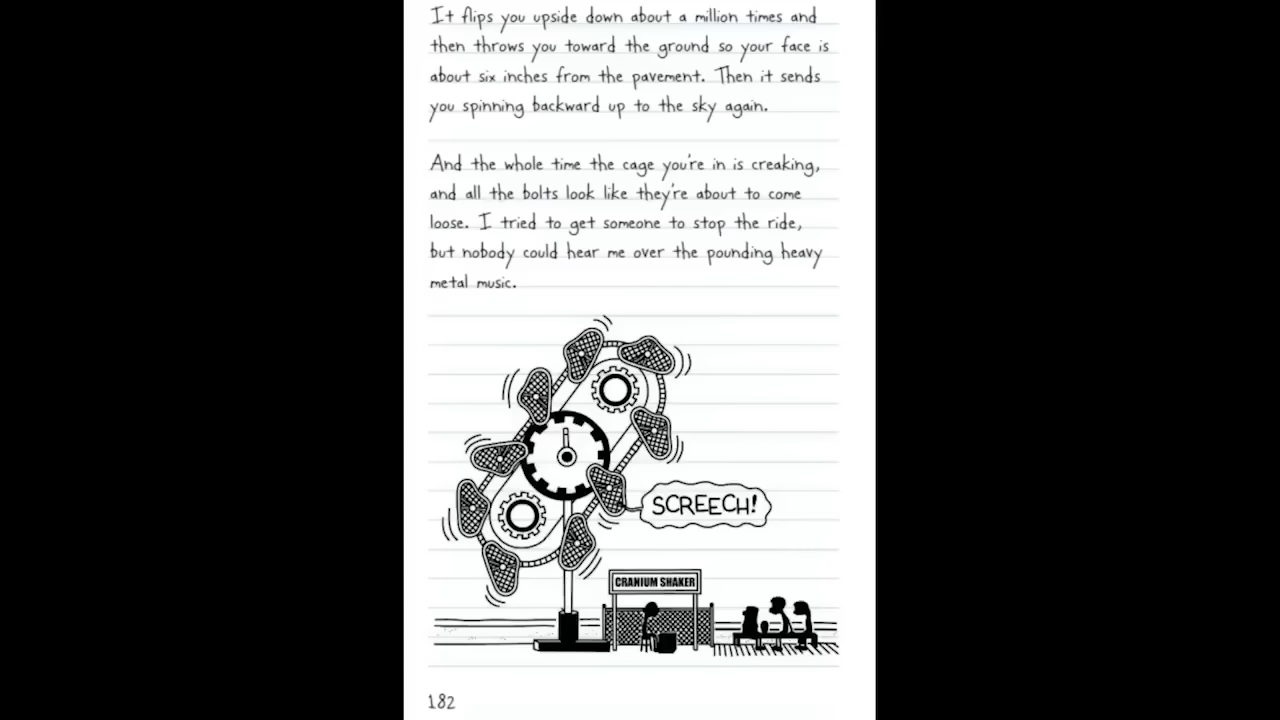 It flips you upside down about a million times and
then throws you toward the ground so your face is
about six inches from the pavement. Then it sends
you spinning backward up to the sky again.
And the whole time the cage you're in is creaking,
and all the bolts look like they're about to come
loose. I tried to get someone to stop the ride,
but nobody could hear me over the pounding heavy
metal music.
SCREECH!
CRANIUM SHAKER
182